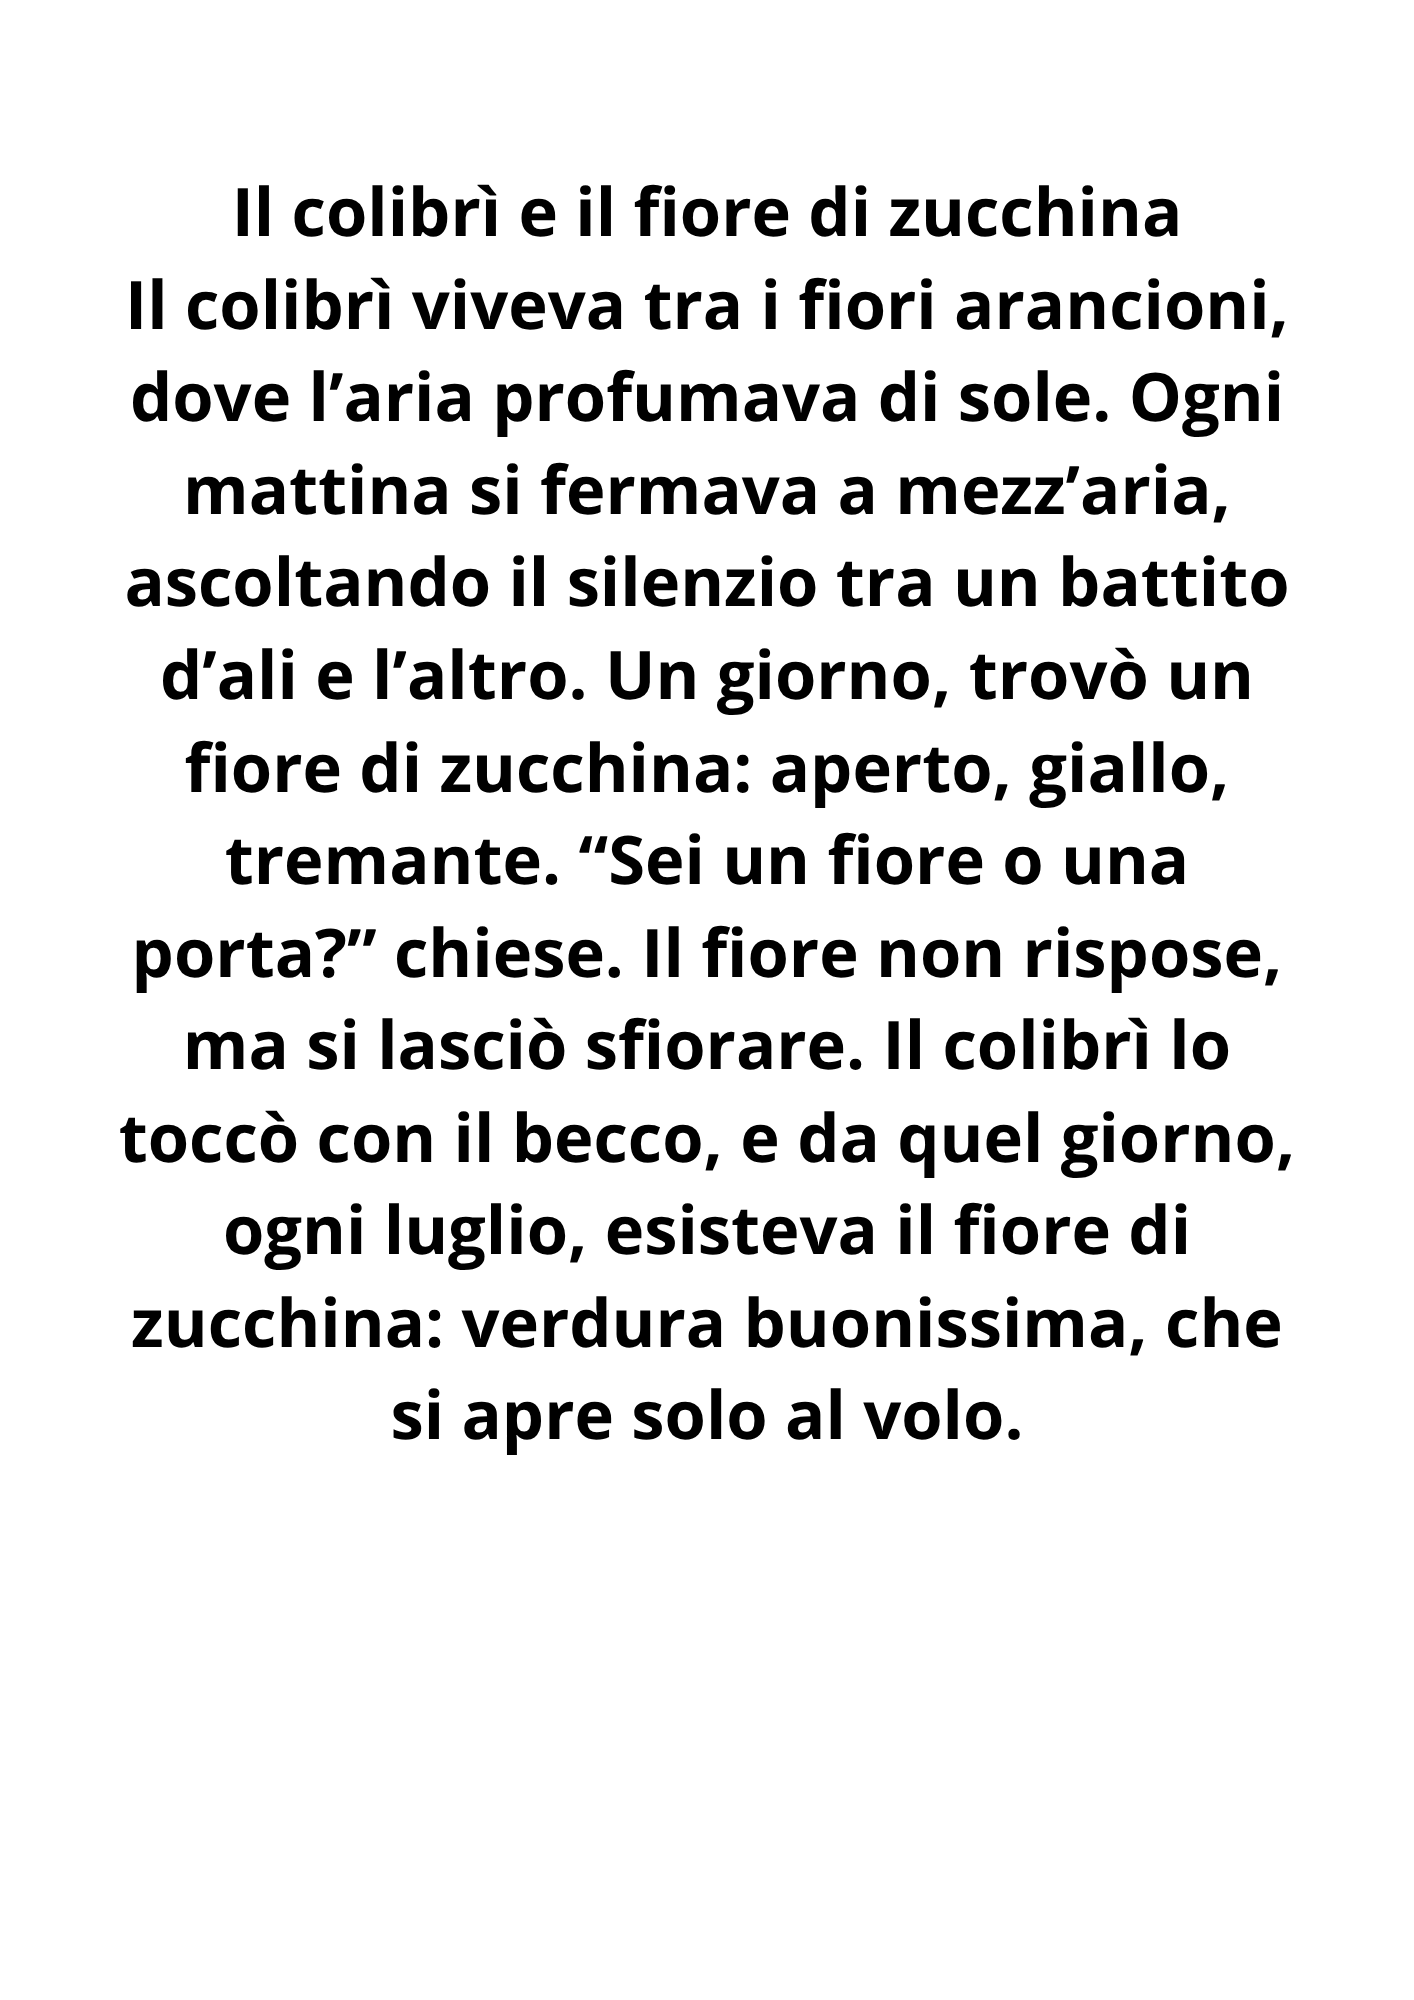 Il colibrì e il fiore di zucchina
Il colibrì viveva tra i fiori arancioni,
dove l’aria profumava di sole. Ogni
mattina si fermava a mezz’aria,
ascoltando il silenzio tra un battito
d’ali e l’altro. Un giorno, trovò un
fiore di zucchina: aperto, giallo,
tremante. “Sei un fiore o una
porta?” chiese. Il fiore non rispose,
ma si lasciò sfiorare. Il colibrì lo
toccò con il becco, e da quel giorno,
ogni luglio, esisteva il fiore di
zucchina: verdura buonissima, che
si apre solo al volo.